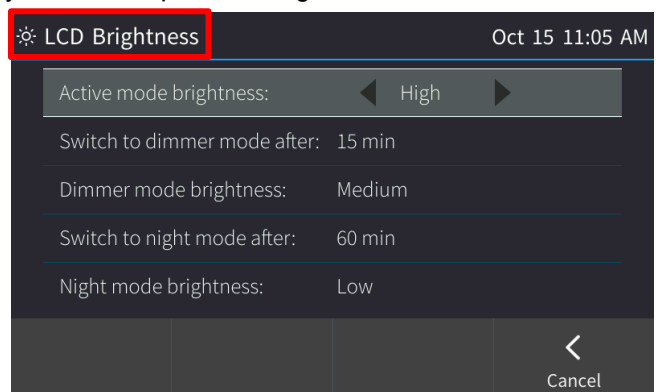 LCD Brightness Oct 15 11:05 AM
Active mode brightness: High
Switch to dimmer mode after: 15 min
Dimmer mode brightness: Medium
Switch to night mode after: 60 min
Night mode brightness: Low
Cancel